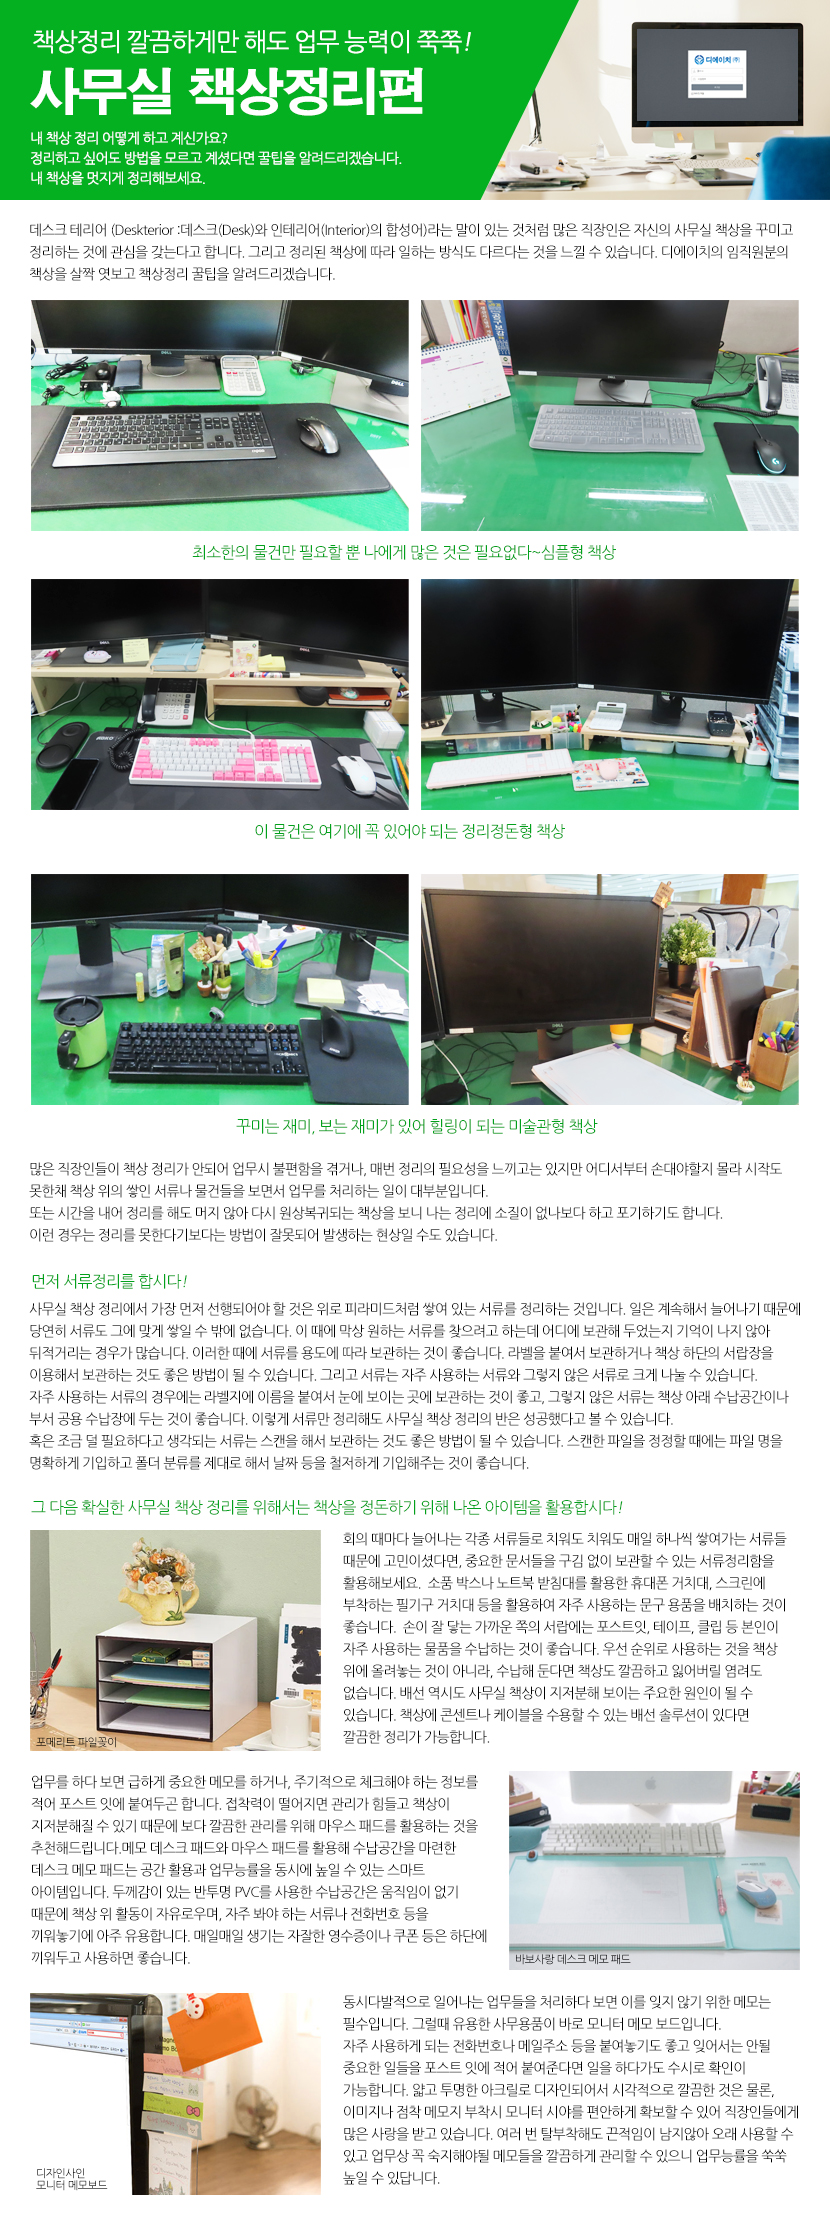 책상정리 깔끔하게만 해도 업무 능력이 쭉쭉!
사무실 책상정리편
내 책상 정리 어떻게 하고 계신가요?
정리하고 싶어도 방법을 모르고 계셨다면 꿀팁을 알려드리겠습니다.
내 책상을 멋지게 정리해보세요.
디에이치 ㈜
데스크 테리어 (Deskterior :데스크(Desk)와 인테리어(Interior)의 합성어)라는 말이 있는 것처럼 많은 직장인은 자신의 사무실 책상을 꾸미고
정리하는 것에 관심을 갖는다고 합니다. 그리고 정리된 책상에 따라 일하는 방식도 다르다는 것을 느낄 수 있습니다. 디에이치의 임직원분의
책상을 살짝 엿보고 책상정리 꿀팁을 알려드리겠습니다.
최소한의 물건만 필요할 뿐 나에게 많은 것은 필요없다~심플형 책상
이 물건은 여기에 꼭 있어야 되는 정리정돈형 책상
꾸미는 재미, 보는 재미가 있어 힐링이 되는 미술관형 책상
많은 직장인들이 책상 정리가 안되어 업무시 불편함을 겪거나, 매번 정리의 필요성을 느끼고는 있지만 어디서부터 손대야할지 몰라 시작도
못한채 책상 위의 쌓인 서류나 물건들을 보면서 업무를 처리하는 일이 대부분입니다.
또는 시간을 내어 정리를 해도 머지 않아 다시 원상복귀되는 책상을 보니 나는 정리에 소질이 없나보다 하고 포기하기도 합니다.
이런 경우는 정리를 못한다기보다는 방법이 잘못되어 발생하는 현상일 수도 있습니다.
먼저 서류정리를 합시다!
사무실 책상 정리에서 가장 먼저 선행되어야 할 것은 위로 피라미드처럼 쌓여 있는 서류를 정리하는 것입니다. 일은 계속해서 늘어나기 때문에
당연히 서류도 그에 맞게 쌓일 수 밖에 없습니다. 이 때에 막상 원하는 서류를 찾으려고 하는데 어디에 보관해 두었는지 기억이 나지 않아
뒤적거리는 경우가 많습니다. 이러한 때에 서류를 용도에 따라 보관하는 것이 좋습니다. 라벨을 붙여서 보관하거나 책상 하단의 서랍장을
이용해서 보관하는 것도 좋은 방법이 될 수 있습니다. 그리고 서류는 자주 사용하는 서류와 그렇지 않은 서류로 크게 나눌 수 있습니다.
자주 사용하는 서류의 경우에는 라벨지에 이름을 붙여서 눈에 보이는 곳에 보관하는 것이 좋고, 그렇지 않은 서류는 책상 아래 수납공간이나
부서 공용 수납장에 두는 것이 좋습니다. 이렇게 서류만 정리해도 사무실 책상 정리의 반은 성공했다고 볼 수 있습니다.
혹은 조금 덜 필요하다고 생각되는 서류는 스캔을 해서 보관하는 것도 좋은 방법이 될 수 있습니다. 스캔한 파일을 정정할 때에는 파일 명을
명확하게 기입하고 폴더 분류를 제대로 해서 날짜 등을 철저하게 기입해주는 것이 좋습니다.
그 다음 확실한 사무실 책상 정리를 위해서는 책상을 정돈하기 위해 나온 아이템을 활용합시다!
회의 때마다 늘어나는 각종 서류들로 치워도 치워도 매일 하나씩 쌓여가는 서류들
때문에 고민이셨다면, 중요한 문서들을 구김 없이 보관할 수 있는 서류정리함을
활용해보세요.  소품 박스나 노트북 받침대를 활용한 휴대폰 거치대, 스크린에
부착하는 필기구 거치대 등을 활용하여 자주 사용하는 문구 용품을 배치하는 것이
좋습니다.  손이 잘 닿는 가까운 쪽의 서랍에는 포스트잇, 테이프, 클립 등 본인이
자주 사용하는 물품을 수납하는 것이 좋습니다. 우선 순위로 사용하는 것을 책상
위에 올려놓는 것이 아니라, 수납해 둔다면 책상도 깔끔하고 잃어버릴 염려도
없습니다. 배선 역시도 사무실 책상이 지저분해 보이는 주요한 원인이 될 수
있습니다. 책상에 콘센트나 케이블을 수용할 수 있는 배선 솔루션이 있다면
깔끔한 정리가 가능합니다.
포메리트 파일꽂이
업무를 하다 보면 급하게 중요한 메모를 하거나, 주기적으로 체크해야 하는 정보를
적어 포스트 잇에 붙여두곤 합니다. 접착력이 떨어지면 관리가 힘들고 책상이
지저분해질 수 있기 때문에 보다 깔끔한 관리를 위해 마우스 패드를 활용하는 것을
추천해드립니다.메모 데스크 패드와 마우스 패드를 활용해 수납공간을 마련한
데스크 메모 패드는 공간 활용과 업무능률을 동시에 높일 수 있는 스마트
아이템입니다. 두께감이 있는 반투명 PVC를 사용한 수납공간은 움직임이 없기
때문에 책상 위 활동이 자유로우며, 자주 봐야 하는 서류나 전화번호 등을
끼워놓기에 아주 유용합니다. 매일매일 생기는 자잘한 영수증이나 쿠폰 등은 하단에
끼워두고 사용하면 좋습니다.
바보사랑 데스크 메모 패드
동시다발적으로 일어나는 업무들을 처리하다 보면 이를 잊지 않기 위한 메모는
필수입니다. 그럴때 유용한 사무용품이 바로 모니터 메모 보드입니다.
자주 사용하게 되는 전화번호나 메일주소 등을 붙여놓기도 좋고 잊어서는 안될
중요한 일들을 포스트 잇에 적어 붙여준다면 일을 하다가도 수시로 확인이
가능합니다. 얇고 투명한 아크릴로 디자인되어서 시각적으로 깔끔한 것은 물론,
이미지나 점착 메모지 부착시 모니터 시야를 편안하게 확보할 수 있어 직장인들에게
많은 사랑을 받고 있습니다. 여러 번 탈부착해도 끈적임이 남지않아 오래 사용할 수
있고 업무상 꼭 숙지해야될 메모들을 깔끔하게 관리할 수 있으니 업무능률을 쑥쑥
높일 수 있답니다.
디자인사인
모니터 메모보드